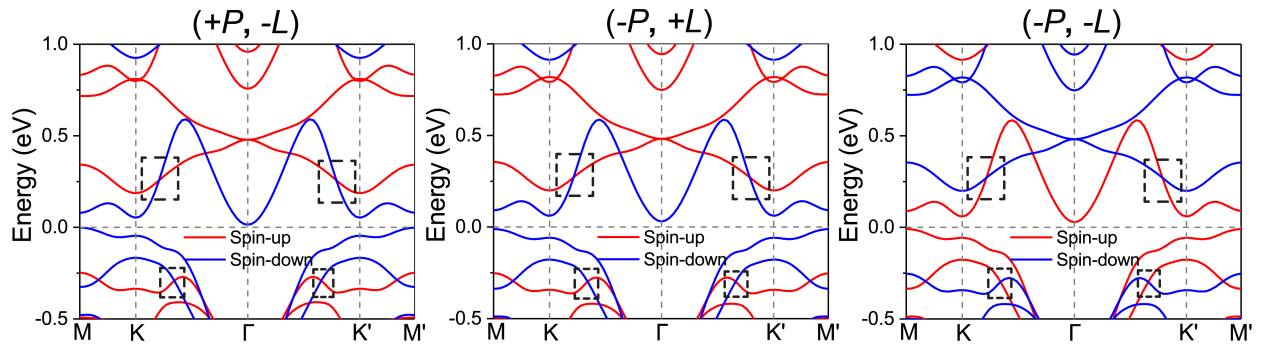 (+P, -L)
1.0
0.5
0.0
-0.5
Energy (eV)
Spin-up
Spin-down
M K Γ K' M'
(-P, +L)
1.0
0.5
0.0
-0.5
Energy (eV)
Spin-up
Spin-down
M K Γ K' M'
(-P, -L)
1.0
0.5
0.0
-0.5
Energy (eV)
Spin-up
Spin-down
M K Γ K' M'